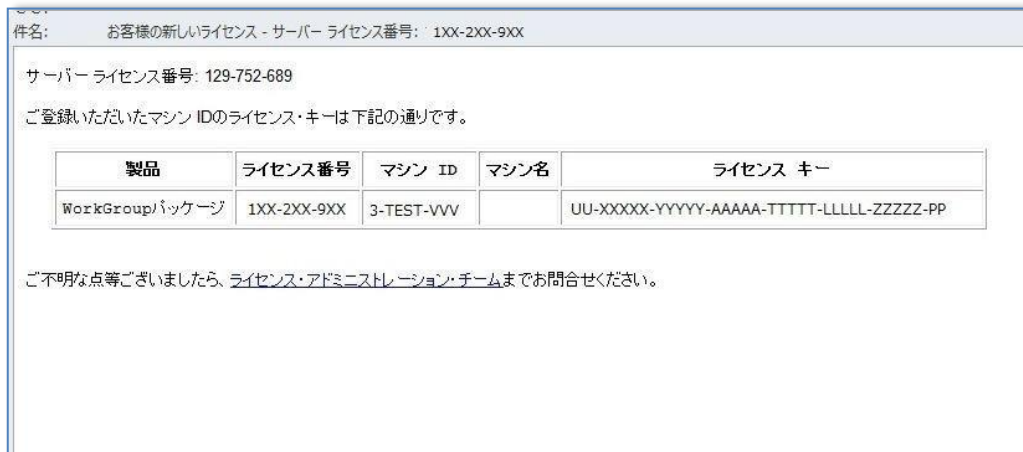 件名: お客様の新しいライセンス - サーバー ライセンス番号: 1XX-2XX-9XX
サーバー ライセンス番号: 129-752-689
ご登録いただいたマシン IDのライセンス・キーは下記の通りです。
製品 ライセンス番号 マシン ID マシン名 ライセンス キー
WorkGroupパッケージ 1XX-2XX-9XX 3-TEST-VVV UU-XXXXX-YYYYY-AAAAA-TTTTT-LLLLL-ZZZZZ-PP
ご不明な点等ございましたら、ライセンス・アドミニストレーション・チームまでお問合せください。